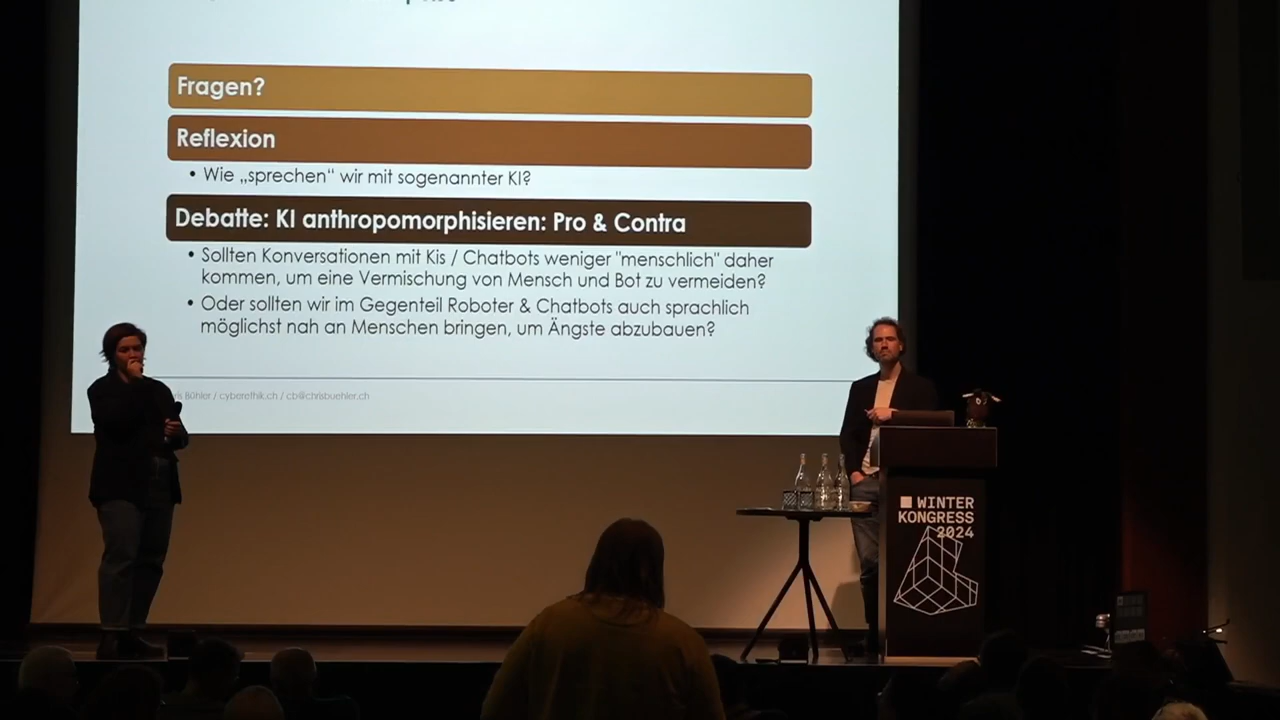 Fragen?
Reflexion
• Wie „sprechen“ wir mit sogenannter KI?
Debatte: KI anthropomorphisieren: Pro & Contra
• Sollten Konversationen mit Kis / Chatbots weniger "menschlich" daher
kommen, um eine Vermischung von Mensch und Bot zu vermeiden?
• Oder sollten wir im Gegenteil Roboter & Chatbots auch sprachlich
möglichst nah an Menschen bringen, um Ängste abzubauen?
Bühler / cyberethik.ch / cb@chrisbuehler.ch
WINTER
KONGRESS
2024